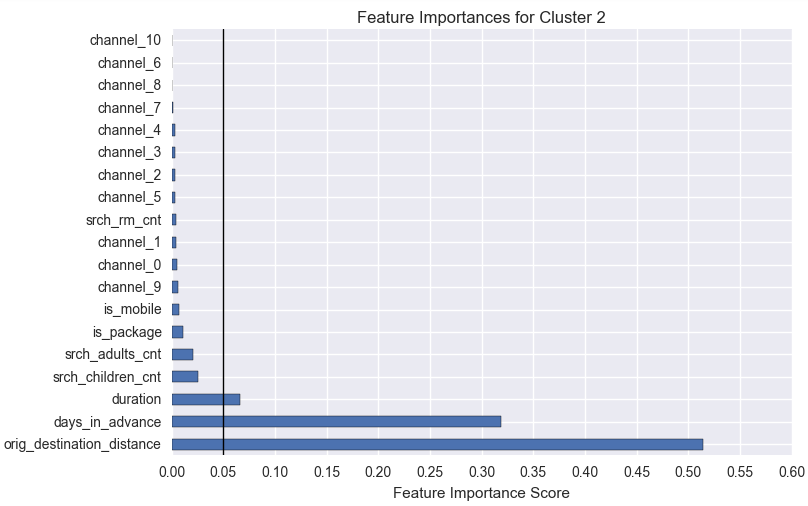 Feature Importances for Cluster 2
channel_10
channel_6
channel_8
channel_7
channel_4
channel_3
channel_2
channel_5
srch_rm_cnt
channel_1
channel_0
channel_9
is_mobile
is_package
srch_adults_cnt
srch_children_cnt
duration
days_in_advance
orig_destination_distance
0.00 0.05 0.10 0.15 0.20 0.25 0.30 0.35 0.40 0.45 0.50 0.55 0.60
Feature Importance Score